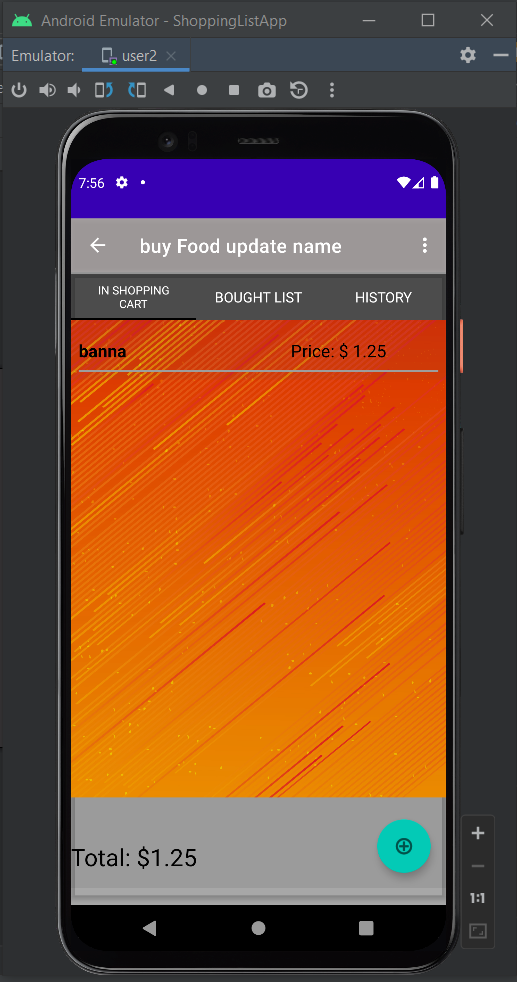 Android Emulator - ShoppingListApp
Emulator:
user2
7:56
buy Food update name
IN SHOPPING
CART
BOUGHT LIST
HISTORY
banna
Price: $ 1.25
Total: $1.25
1:1